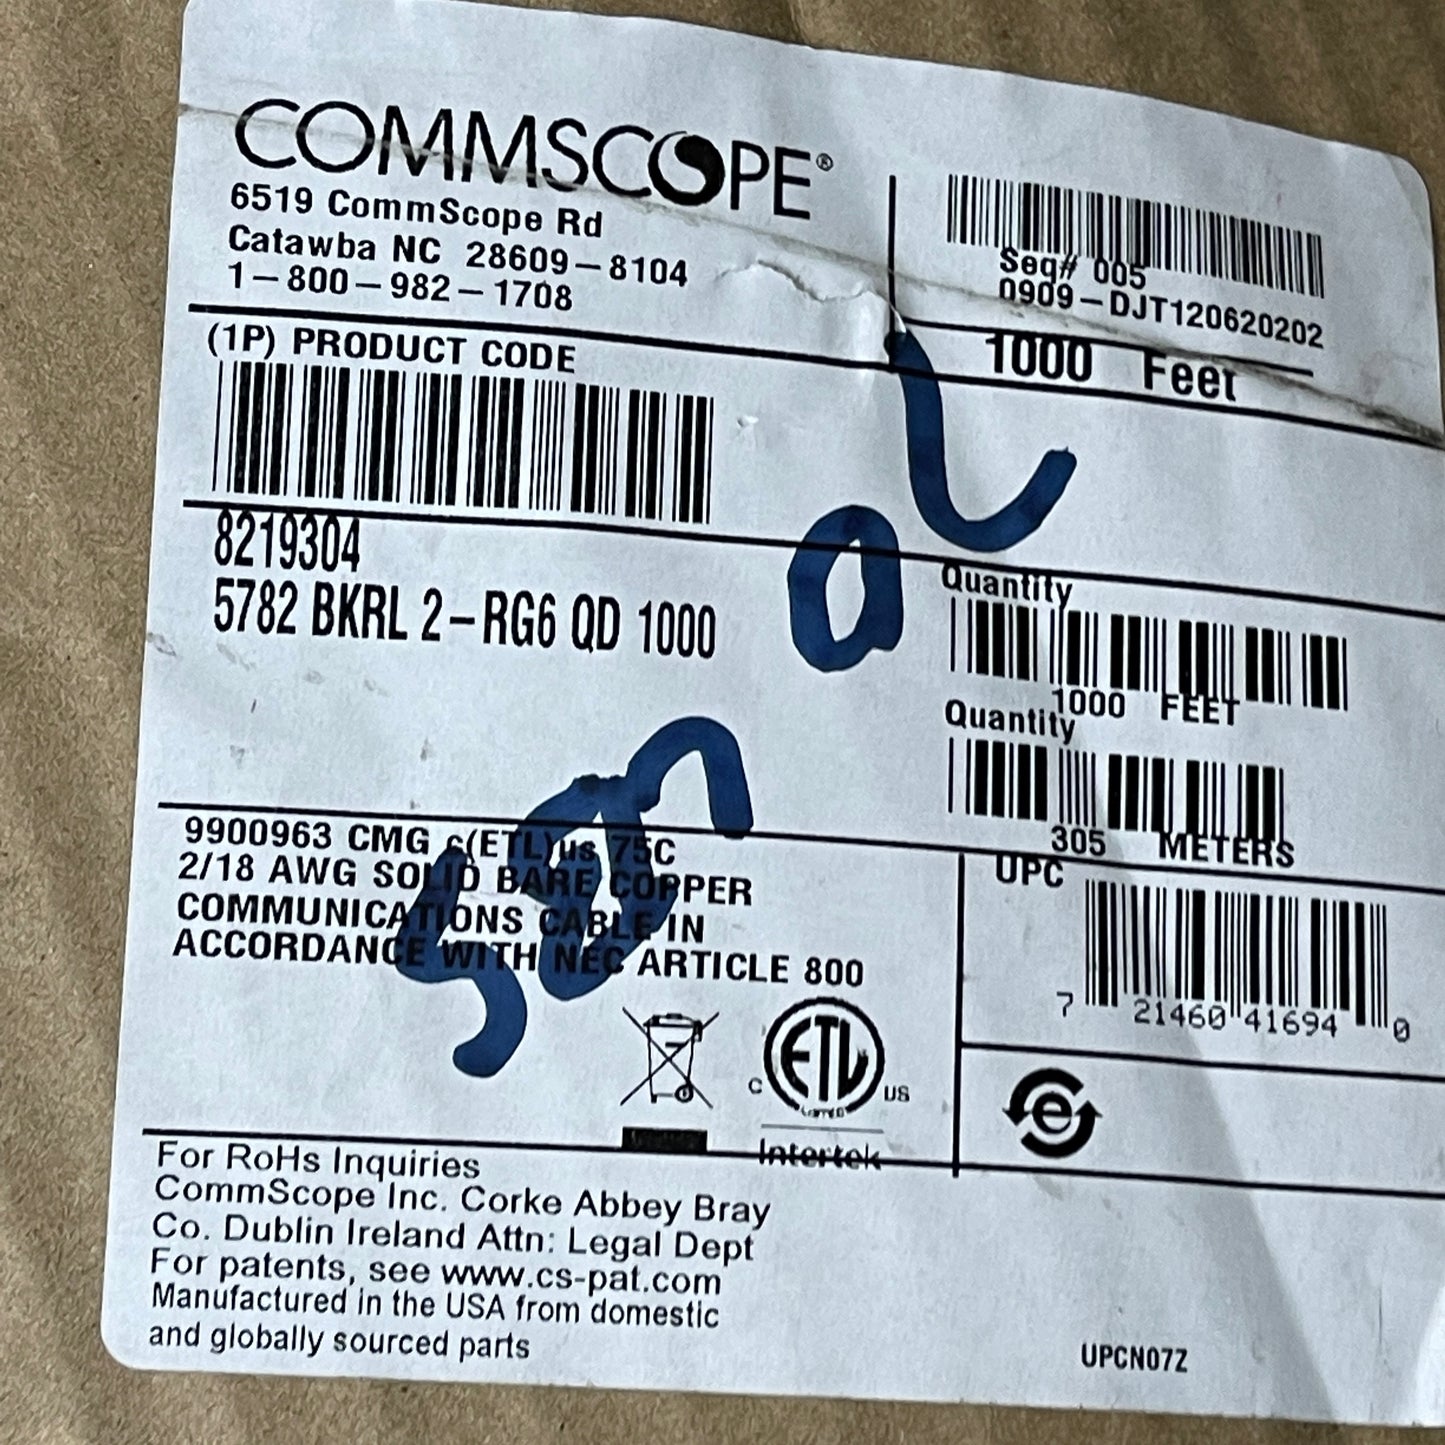 COMMSCOPE®
6519 CommScope Rd
Catawba NC 28609-8104
1-800-982-1708
Seq# 005
0909-DJT120620202
1000 Feet
(1P) PRODUCT CODE
8219304
5782 BKRL 2-RG6 QD 1000
Quantity
1000 FEET
Quantity
305 METERS
9900963 CMG c(ETL)us 75C
2/18 AWG SOLID BARE COPPER
COMMUNICATIONS CABLE IN
ACCORDANCE WITH NEC ARTICLE 800
UPC
7 21460 41694 0
C ETL US
LISTED
Intertek
e
For RoHs Inquiries
CommScope Inc. Corke Abbey Bray
Co. Dublin Ireland Attn: Legal Dept
For patents, see www.cs-pat.com
Manufactured in the USA from domestic
and globally sourced parts
UPCN07Z